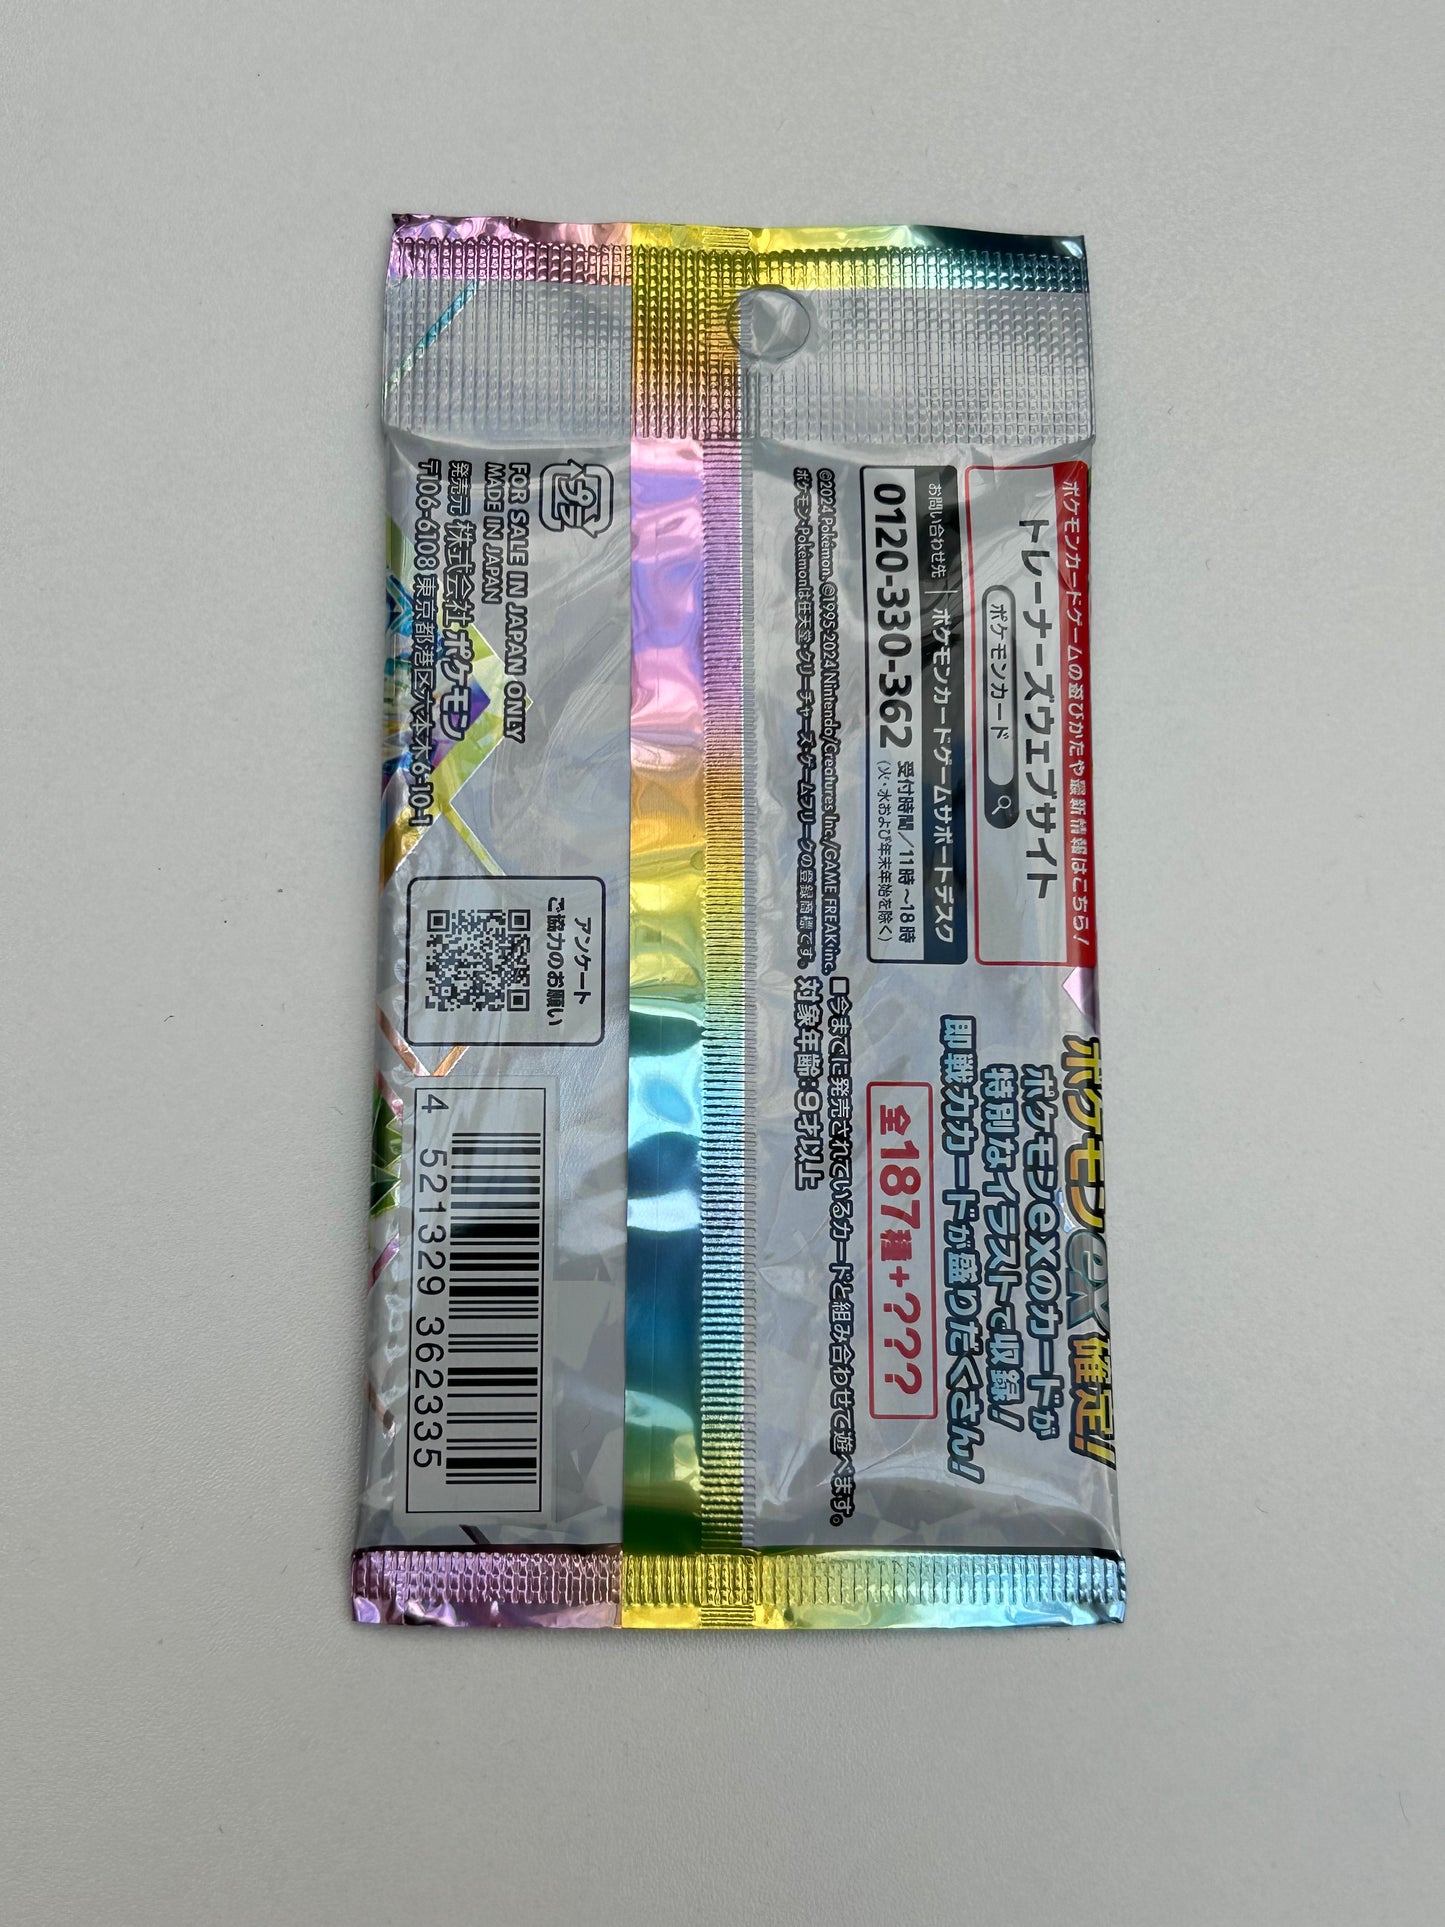 ポケモンカードゲームの遊びかたや最新情報はこちら！
トレーナーズウェブサイト
ポケモンカード
お問い合わせ先 | ポケモンカードゲームサポートデスク
0120-330-362 受付時間／11時～18時
(火・水および年末年始を除く)
©2024 Pokémon. ©1995-2024 Nintendo/Creatures Inc./GAME FREAK inc.
ポケモン・Pokémonは任天堂・クリーチャーズ・ゲームフリークの登録商標です。
ポケモンex確定！
ポケモンexのカードが
特別なイラストで収録！
即戦力カードが盛りだくさん！
全187種+???
■今までに発売されているカードと組み合わせて遊べます。
対象年齢：9才以上
プラ
FOR SALE IN JAPAN ONLY
MADE IN JAPAN
発売元 株式会社ポケモン
〒106-6108 東京都港区六本木6-10-1
アンケート
ご協力のお願い
4 521329 362335